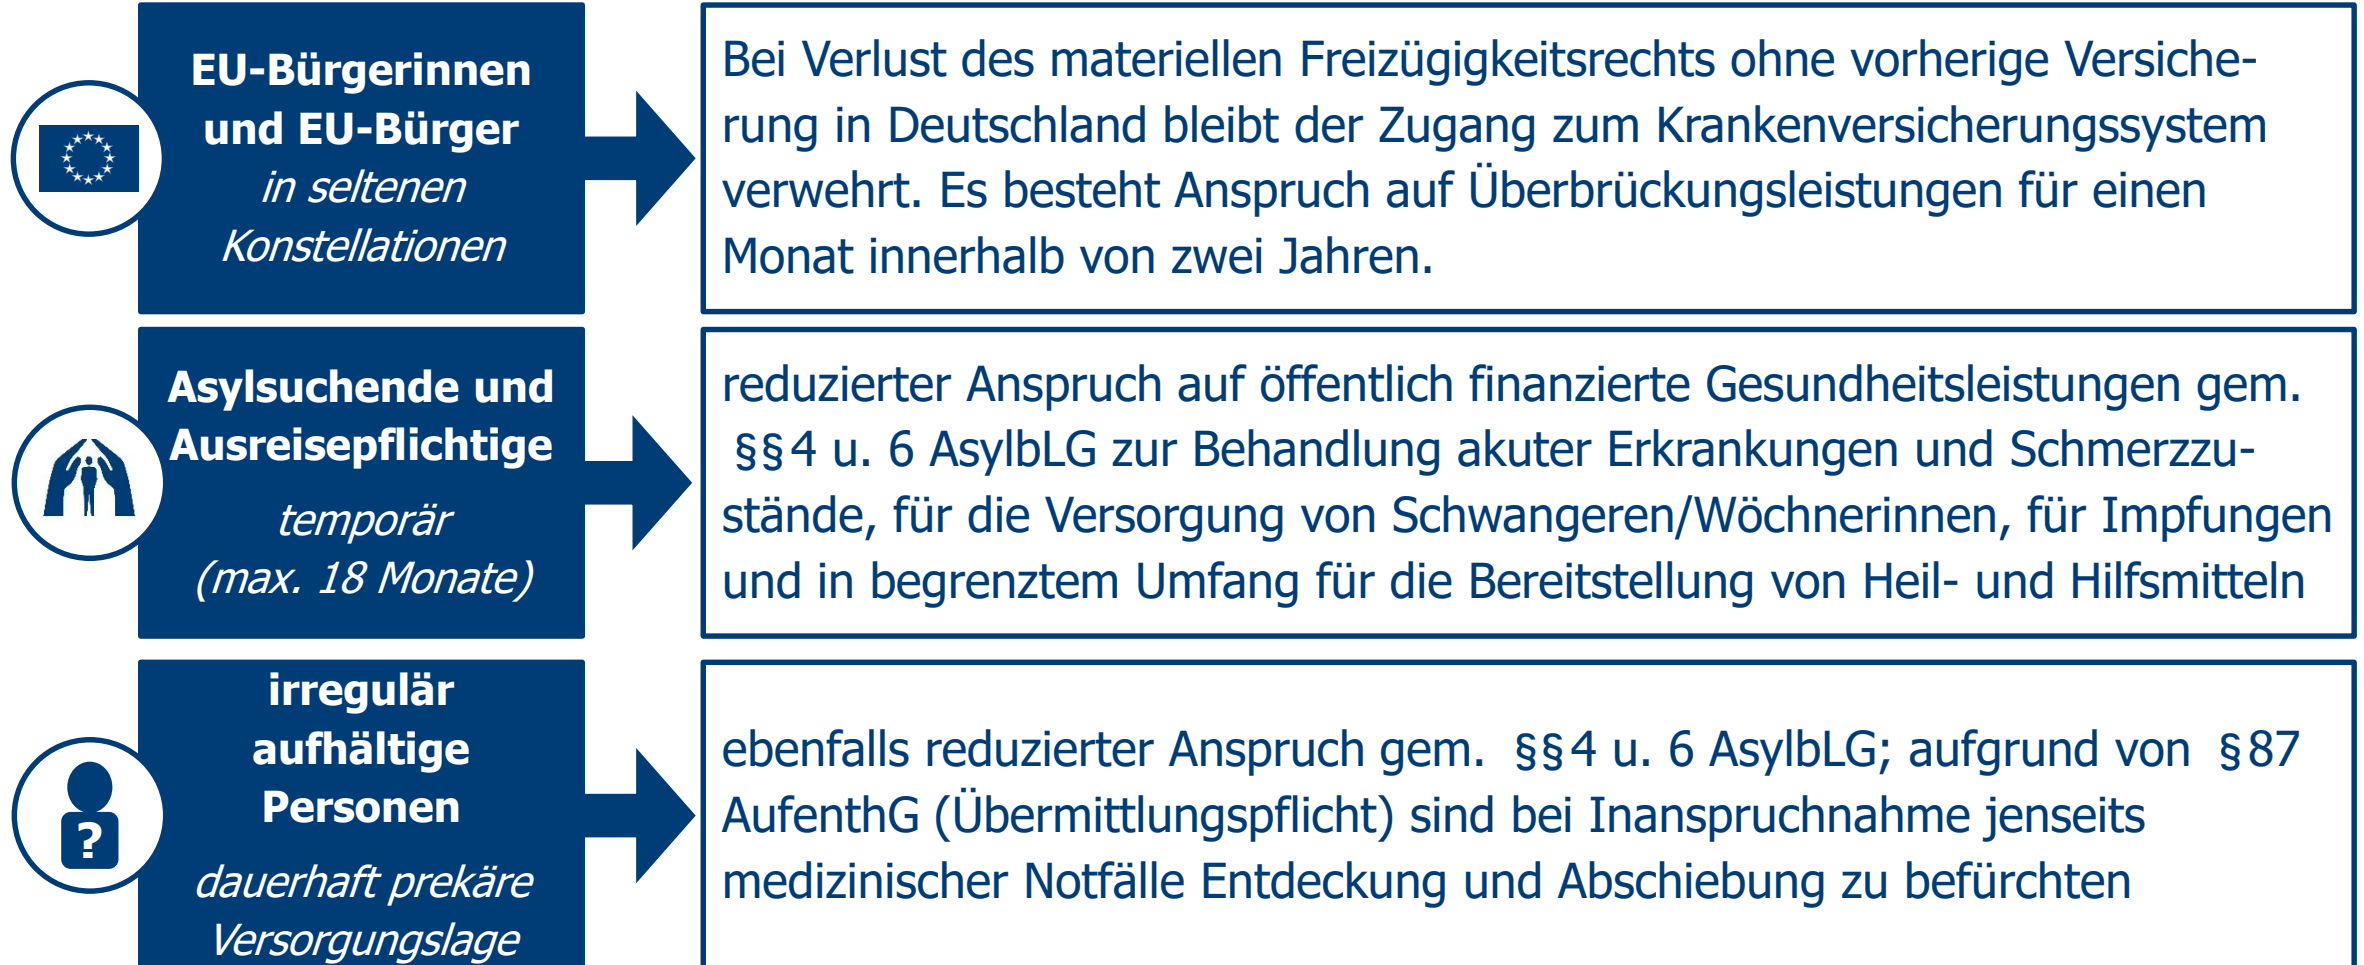 EU-Bürgerinnen
und EU-Bürger
in seltenen
Konstellationen
Bei Verlust des materiellen Freizügigkeitsrechts ohne vorherige Versiche-
rung in Deutschland bleibt der Zugang zum Krankenversicherungssystem
verwehrt. Es besteht Anspruch auf Überbrückungsleistungen für einen
Monat innerhalb von zwei Jahren.
Asylsuchende und
Ausreisepflichtige
temporär
(max. 18 Monate)
reduzierter Anspruch auf öffentlich finanzierte Gesundheitsleistungen gem.
§§4 u. 6 AsylbLG zur Behandlung akuter Erkrankungen und Schmerzzu-
stände, für die Versorgung von Schwangeren/Wöchnerinnen, für Impfungen
und in begrenztem Umfang für die Bereitstellung von Heil- und Hilfsmitteln
?
irregulär
aufhältige
Personen
dauerhaft prekäre
Versorgungslage
ebenfalls reduzierter Anspruch gem. §§4 u. 6 AsylbLG; aufgrund von §87
AufenthG (Übermittlungspflicht) sind bei Inanspruchnahme jenseits
medizinischer Notfälle Entdeckung und Abschiebung zu befürchten